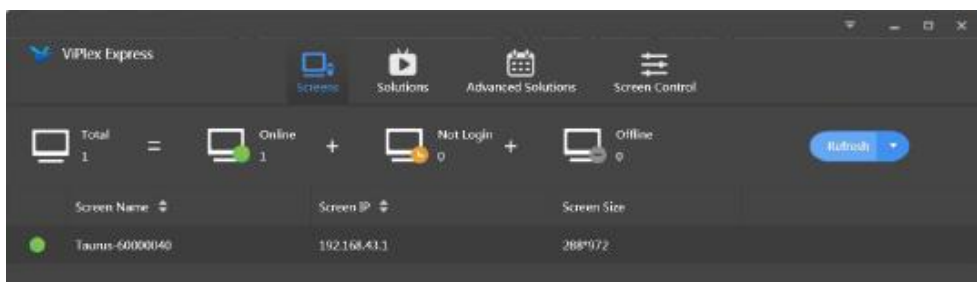 ViPlex Express
Screens Solutions Advanced Solutions Screen Control
Total = Online + Not Login + Offline
1 1 0 0
Refresh
Screen Name Screen IP Screen Size
Taurus-60000040 192.168.43.1 288*972